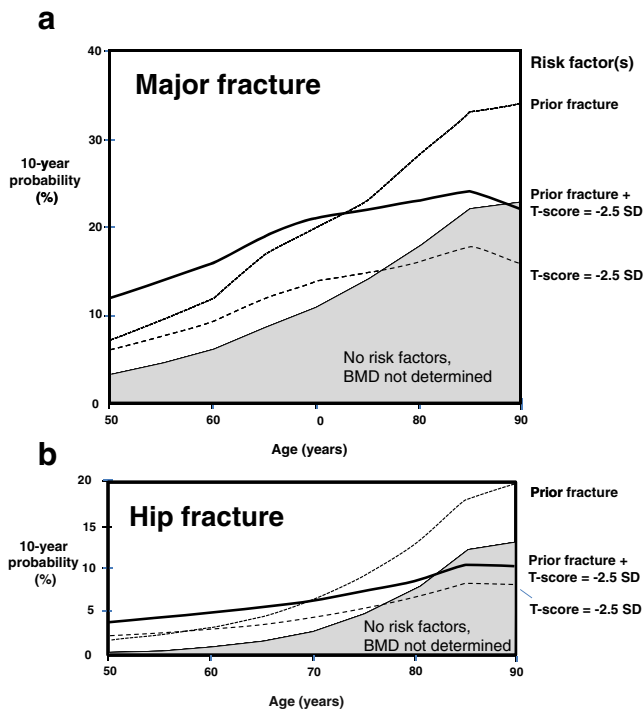 a
40
30
20
10
0
10-year
probability
(%)
Major fracture
No risk factors,
BMD not determined
50 60 0 80 90
Age (years)
Risk factor(s)
Prior fracture
Prior fracture +
T-score = -2.5 SD
T-score = -2.5 SD
b
20
15
10
5
0
10-year
probability
(%)
Hip fracture
No risk factors,
BMD not determined
50 60 70 80 90
Age (years)
Prior fracture
Prior fracture +
T-score = -2.5 SD
T-score = -2.5 SD